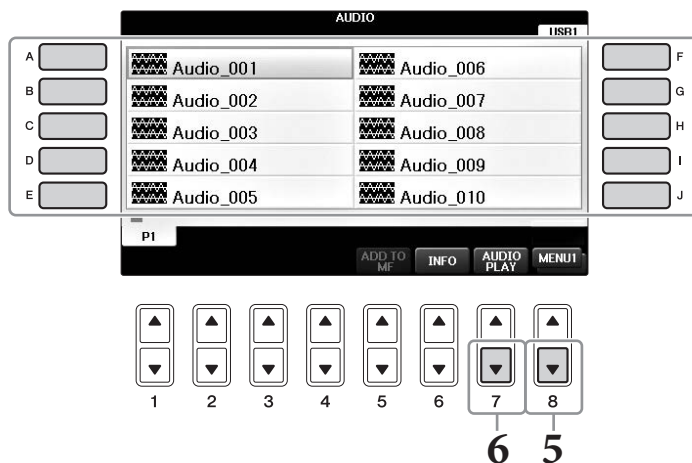 AUDIO
USB1
A Audio_001 Audio_006 F
B Audio_002 Audio_007 G
C Audio_003 Audio_008 H
D Audio_004 Audio_009 I
E Audio_005 Audio_010 J
P1
ADD TO MF INFO AUDIO PLAY MENU1
1 2 3 4 5 6 7 8
6 5